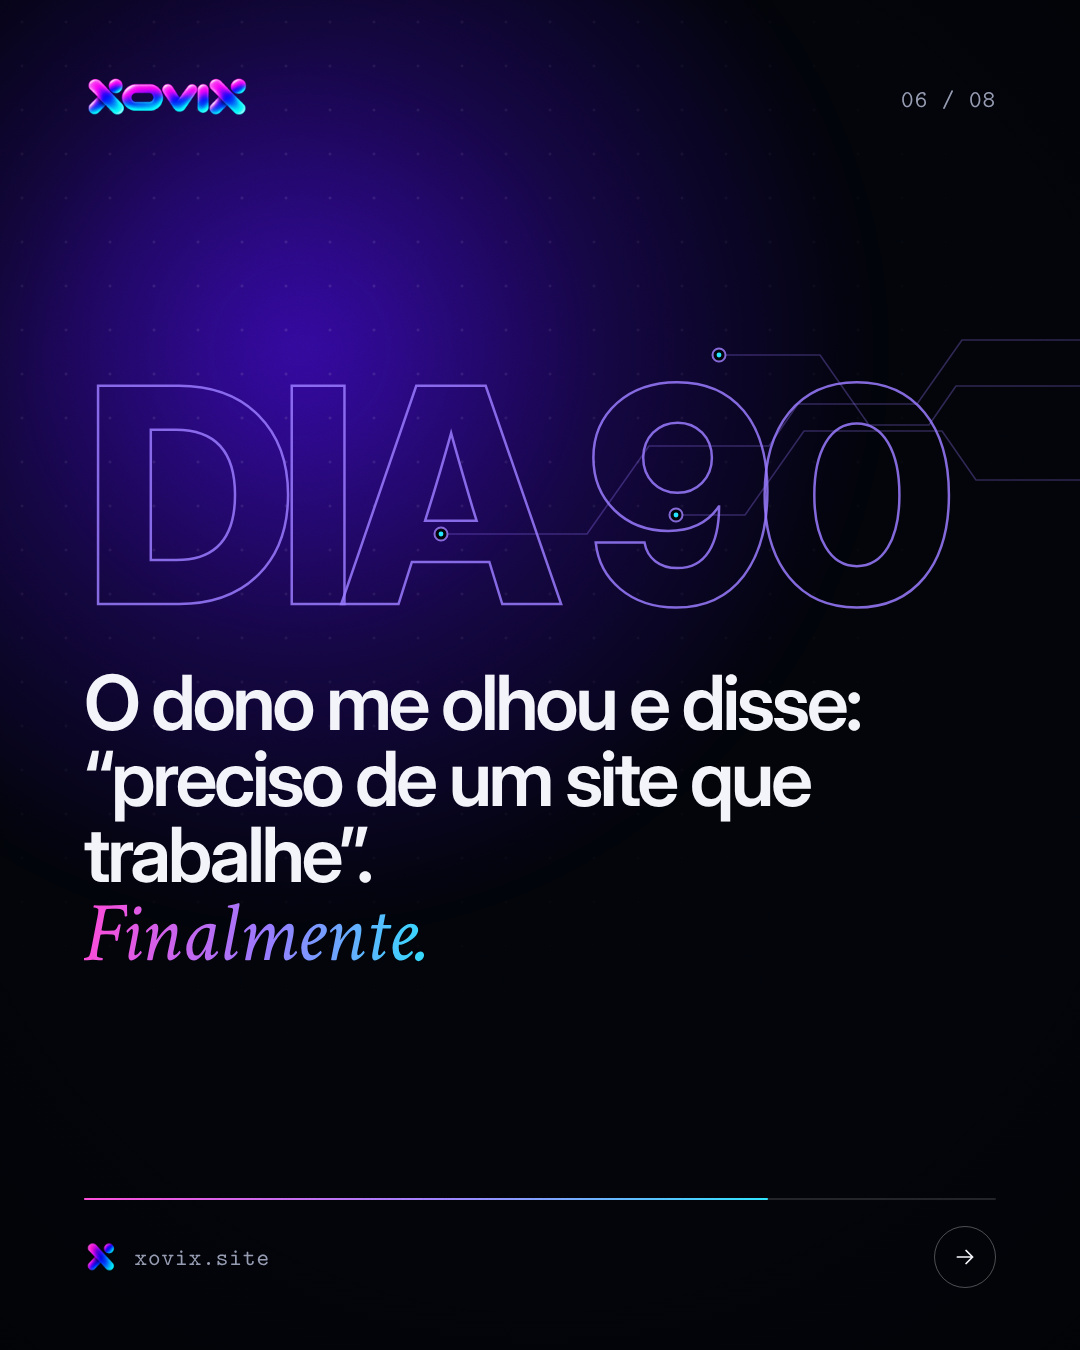 XOVIX
06 / 08
DIA 90
O dono me olhou e disse:
“preciso de um site que
trabalhe”.
Finalmente.
xovix.site